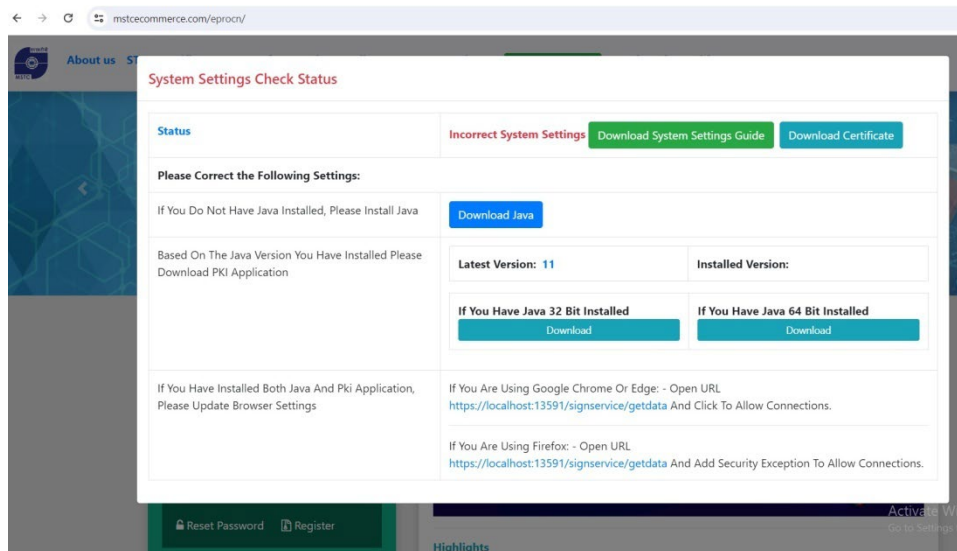 mstcecommerce.com/eprocn/
MSTC
About us
System Settings Check Status
Status
Incorrect System Settings
Download System Settings Guide
Download Certificate
Please Correct the Following Settings:
If You Do Not Have Java Installed, Please Install Java
Download Java
Based On The Java Version You Have Installed Please
Download PKI Application
Latest Version: 11
Installed Version:
If You Have Java 32 Bit Installed
Download
If You Have Java 64 Bit Installed
Download
If You Have Installed Both Java And Pki Application,
Please Update Browser Settings
If You Are Using Google Chrome Or Edge: - Open URL
https://localhost:13591/signservice/getdata And Click To Allow Connections.
If You Are Using Firefox: - Open URL
https://localhost:13591/signservice/getdata And Add Security Exception To Allow Connections.
Reset Password
Register
Highlights
Activate W
Go to Settings